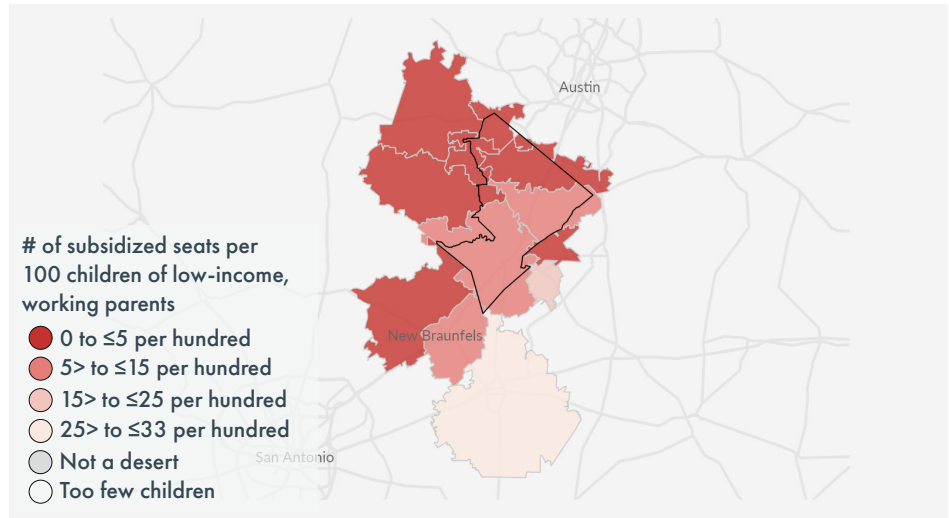 Austin
# of subsidized seats per
100 children of low-income,
working parents
0 to ≤5 per hundred
New Braunfels
5> to ≤15 per hundred
15> to ≤25 per hundred
25> to ≤33 per hundred
San Antonio
Not a desert
Too few children